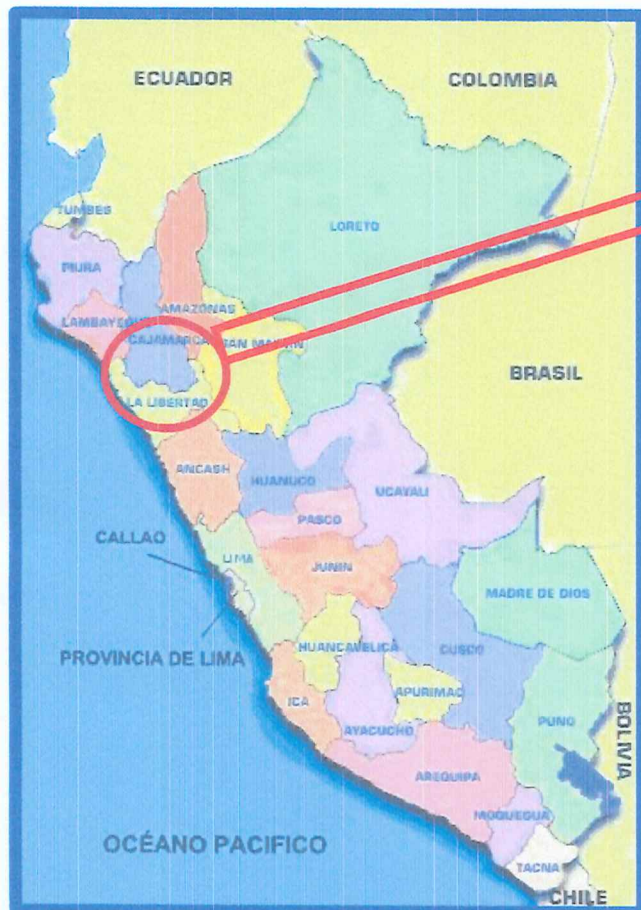 ECUADOR
COLOMBIA
TUMBES
LORETO
PIURA
AMAZONAS
LAMBAYEQUE
CAJAMARCA
SAN MARTIN
BRASIL
LA LIBERTAD
ANCASH
HUANUCO
UCAYALI
PASCO
CALLAO
LIMA
JUNIN
MADRE DE DIOS
HUANCAVELICA
CUSCO
PROVINCIA DE LIMA
APURIMAC
ICA
PUNO
BOLIVIA
AYACUCHO
AREQUIPA
MOQUEGUA
OCÉANO PACIFICO
TACNA
CHILE